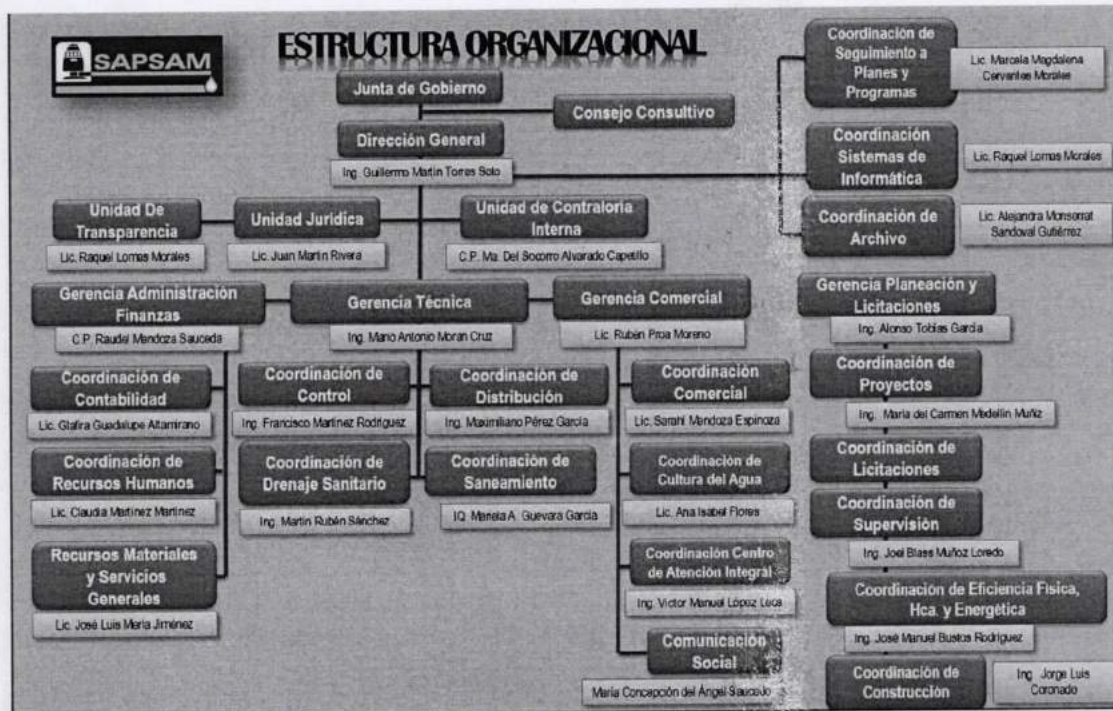 SAPSAM
ESTRUCTURA ORGANIZACIONAL
Junta de Gobierno
Consejo Consultivo
Dirección General
Ing. Guillermo Martin Torres Soto
Coordinación de
Seguimiento a
Planes y
Programas
Lic. Marcela Magdalena
Cervantes Morales
Coordinación
Sistemas de
Informática
Lic. Raquel Lomas Morales
Coordinación de
Archivo
Lic. Alejandra Monserrat
Sandoval Gutiérrez
Unidad De
Transparencia
Lic. Raquel Lomas Morales
Unidad Jurídica
Lic. Juan Martin Rivera
Unidad de Contraloría
Interna
C.P. Ma. Del Socorro Alvarado Capetillo
Gerencia Administración
Finanzas
C.P. Raudel Mendoza Sauceda
Gerencia Técnica
Ing. Mario Antonio Moran Cruz
Gerencia Comercial
Lic. Rubén Proa Moreno
Gerencia Planeación y
Licitaciones
Ing. Alonso Tobías García
Coordinación de
Contabilidad
Lic. Glafira Guadalupe Altamirano
Coordinación de
Recursos Humanos
Lic. Claudia Martínez Martínez
Recursos Materiales
y Servicios
Generales
Lic. José Luis Mería Jiménez
Coordinación de
Control
Ing. Francisco Martínez Rodríguez
Coordinación de
Drenaje Sanitario
Ing. Martin Rubén Sánchez
Coordinación de
Distribución
Ing. Maximiliano Pérez García
Coordinación de
Saneamiento
IQ. Mariela A. Guevara García
Coordinación
Comercial
Lic. Sarahí Mendoza Espinoza
Coordinación de
Cultura del Agua
Lic. Ana Isabel Flores
Coordinación Centro
de Atención Integral
Ing. Víctor Manuel López Leca
Comunicación
Social
María Concepción del Ángel Saucedo
Coordinación de
Proyectos
Ing. María del Carmen Medellín Muñiz
Coordinación de
Licitaciones
Coordinación de
Supervisión
Ing. Joel Blass Muñoz Loredo
Coordinación de Eficiencia Física,
Hca. y Energética
Ing. José Manuel Bustos Rodríguez
Coordinación de
Construcción
Ing. Jorge Luis
Coronado